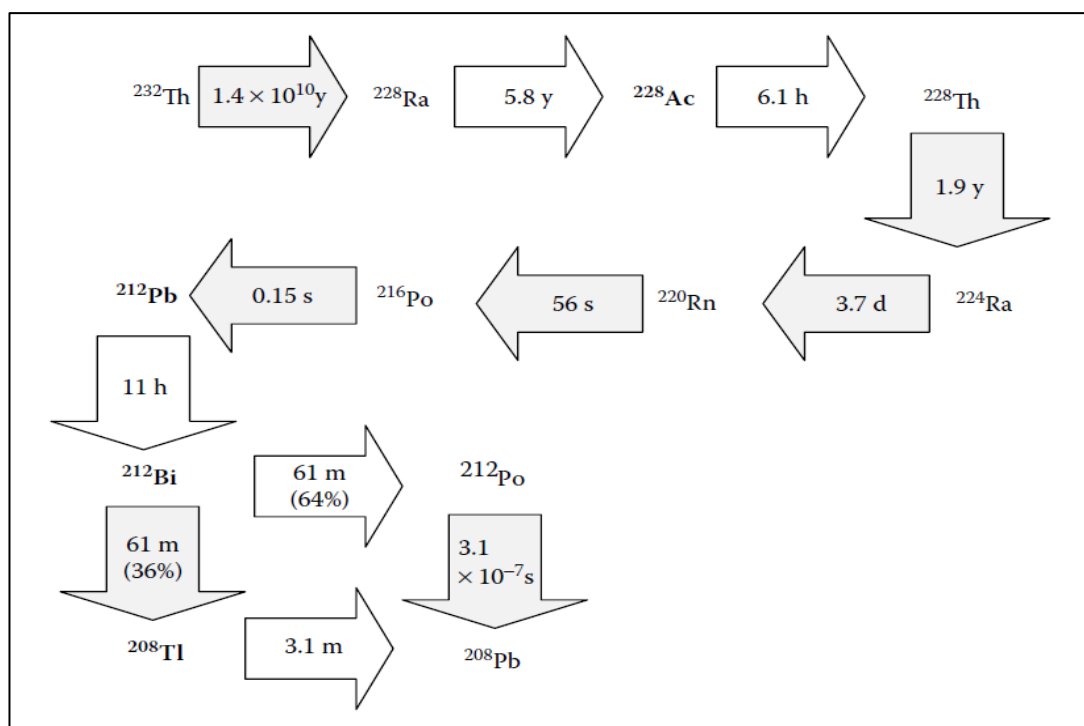 ²³²Th 1.4 × 10¹⁰y ²²⁸Ra 5.8 y ²²⁸Ac 6.1 h ²²⁸Th
1.9 y
²¹²Pb 0.15 s ²¹⁶Po 56 s ²²⁰Rn 3.7 d ²²⁴Ra
11 h
²¹²Bi 61 m ²¹²Po
(64%)
61 m 3.1
(36%) × 10⁻⁷s
²⁰⁸Tl 3.1 m ²⁰⁸Pb